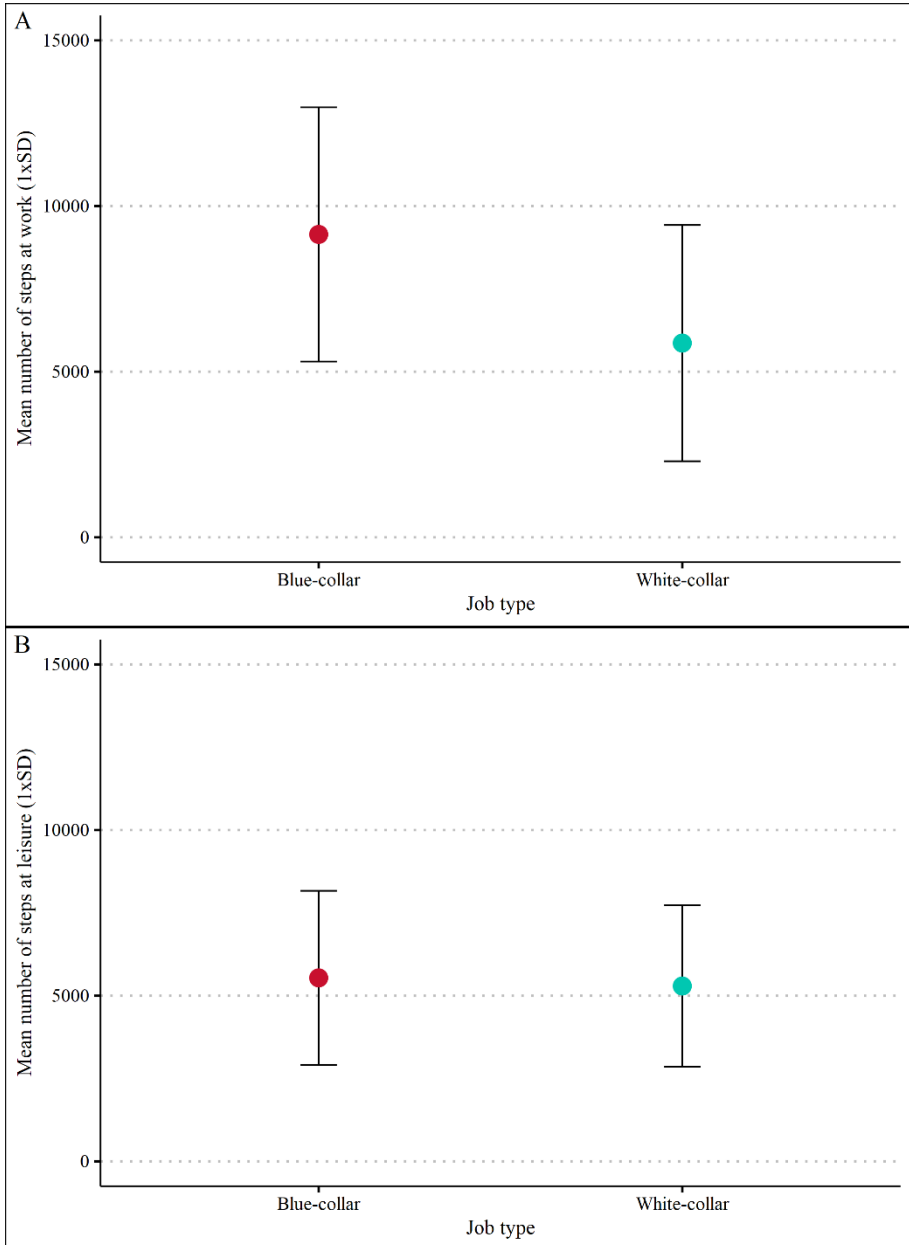 A
Mean number of steps at work (1xSD)
15000
10000
5000
0
Blue-collar
White-collar
Job type
B
Mean number of steps at leisure (1xSD)
15000
10000
5000
0
Blue-collar
White-collar
Job type